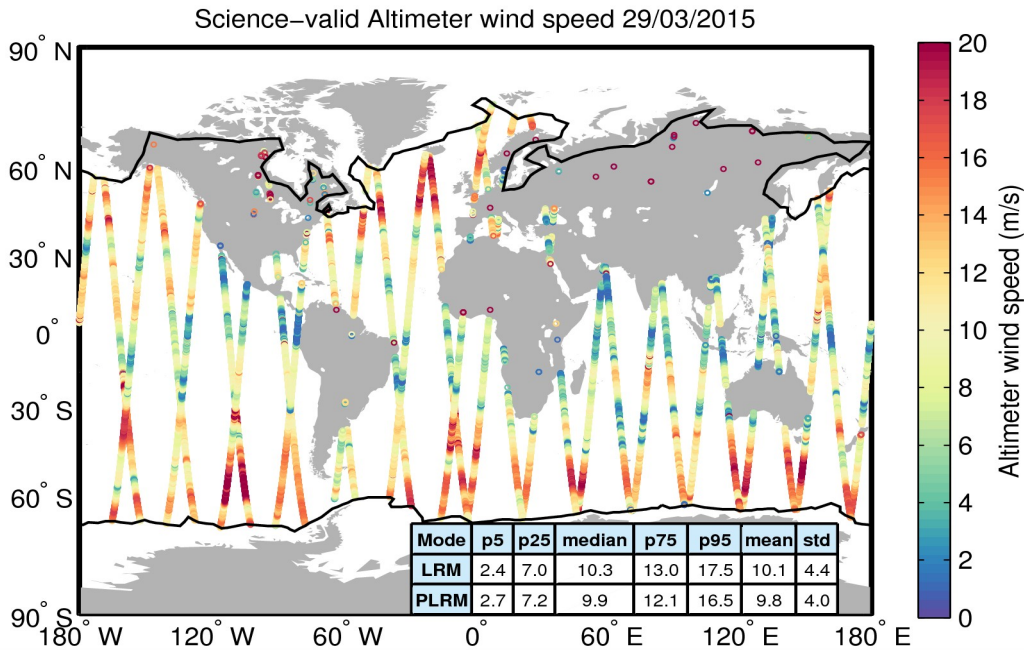 Science−valid Altimeter wind speed 29/03/2015
90° N
60° N
30° N
0°
30° S
60° S
90° S
180° W
120° W
60° W
0°
60° E
120° E
180° E
Mode p5 p25 median p75 p95 mean std
LRM 2.4 7.0 10.3 13.0 17.5 10.1 4.4
PLRM 2.7 7.2 9.9 12.1 16.5 9.8 4.0
20
18
16
14
12
10
8
6
4
2
0
Altimeter wind speed (m/s)